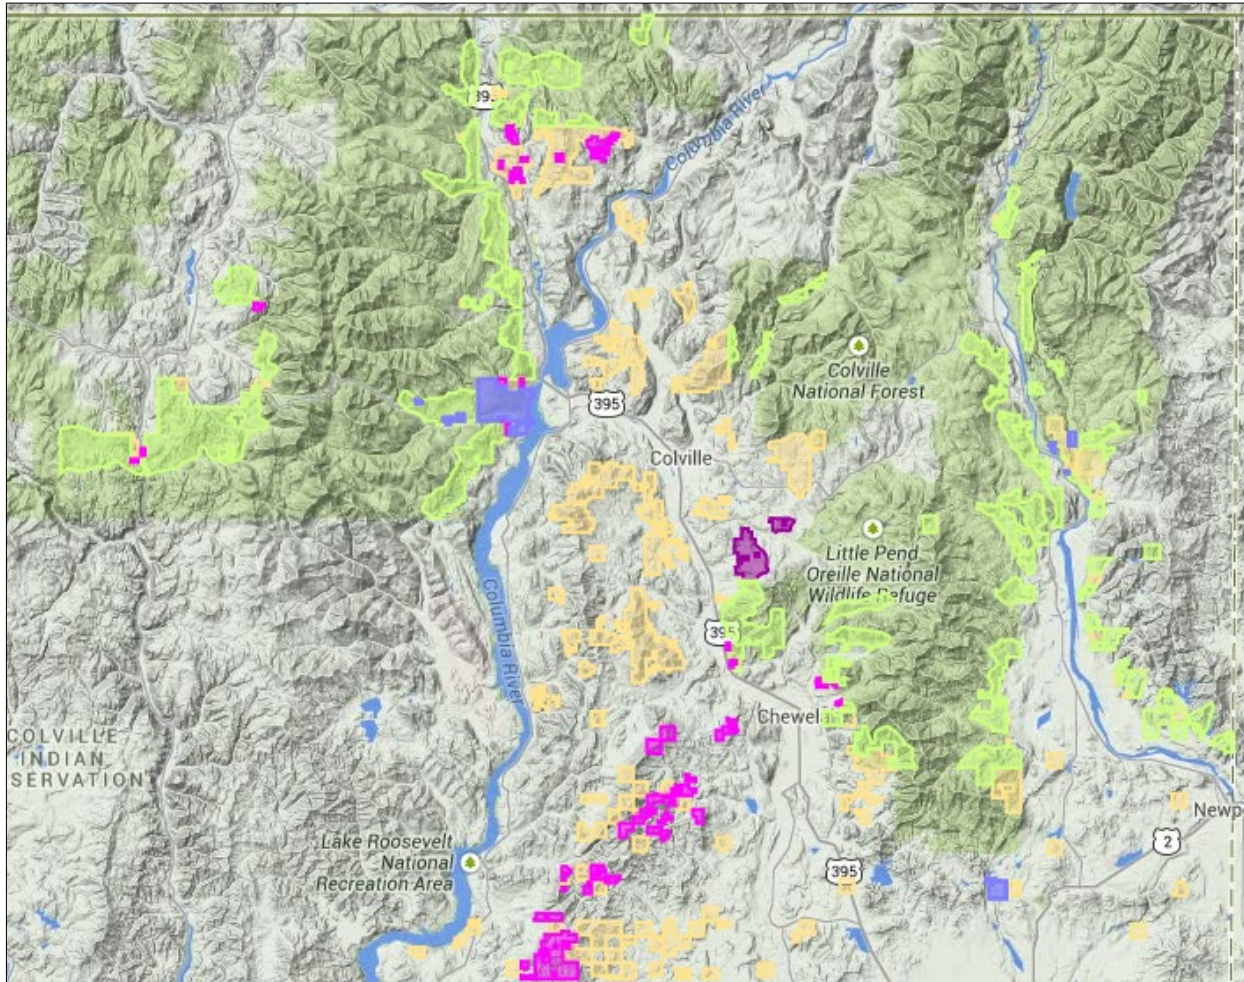 395
Columbia River
Colville
National Forest
395
Colville
Little Pend
Oreille National
Wildlife Refuge
Columbia River
395
Chewelah
COLVILLE
INDIAN
SERVATION
Newp
2
Lake Roosevelt
National
Recreation Area
395